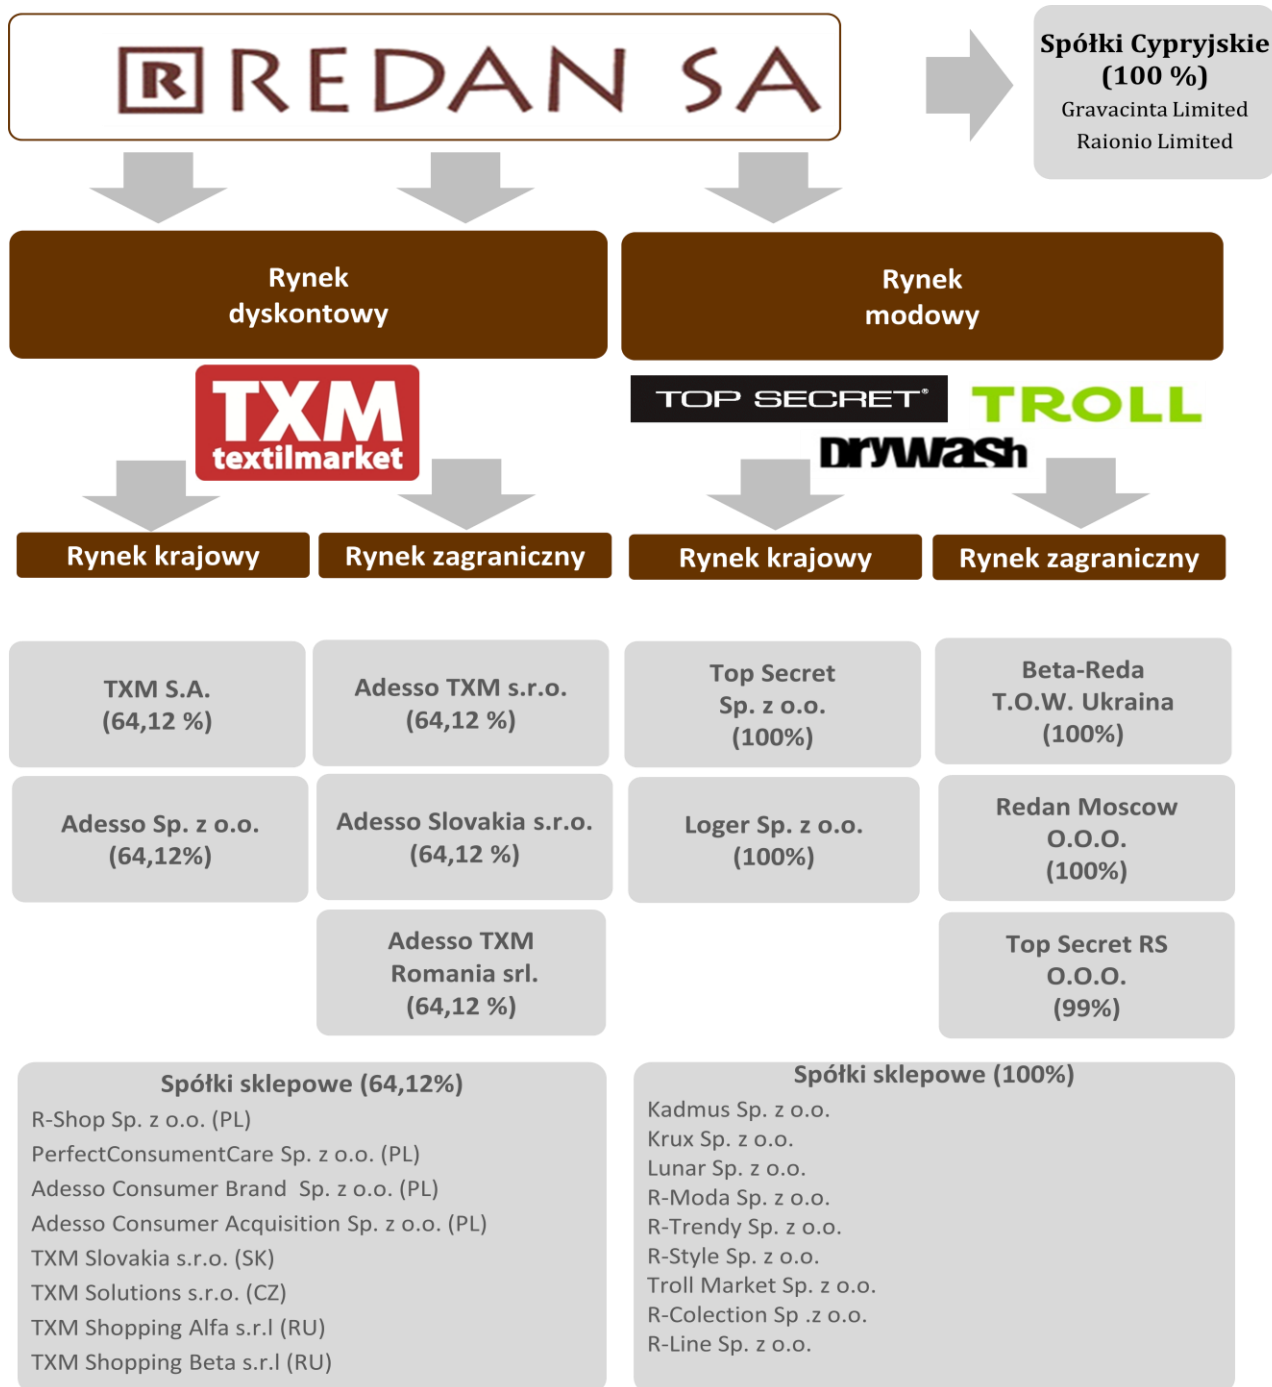 R REDAN SA
Spółki Cypryjskie
(100 %)
Gravacinta Limited
Raionio Limited
Rynek
dyskontowy
Rynek
modowy
TXM
textilmarket
TOP SECRET®
TROLL
Drywash
Rynek krajowy
Rynek zagraniczny
Rynek krajowy
Rynek zagraniczny
TXM S.A.
(64,12 %)
Adesso TXM s.r.o.
(64,12 %)
Top Secret
Sp. z o.o.
(100%)
Beta-Reda
T.O.W. Ukraina
(100%)
Adesso Sp. z o.o.
(64,12%)
Adesso Slovakia s.r.o.
(64,12 %)
Loger Sp. z o.o.
(100%)
Redan Moscow
O.O.O.
(100%)
Adesso TXM
Romania srl.
(64,12 %)
Top Secret RS
O.O.O.
(99%)
Spółki sklepowe (64,12%)
R-Shop Sp. z o.o. (PL)
PerfectConsumentCare Sp. z o.o. (PL)
Adesso Consumer Brand  Sp. z o.o. (PL)
Adesso Consumer Acquisition Sp. z o.o. (PL)
TXM Slovakia s.r.o. (SK)
TXM Solutions s.r.o. (CZ)
TXM Shopping Alfa s.r.l (RU)
TXM Shopping Beta s.r.l (RU)
Spółki sklepowe (100%)
Kadmus Sp. z o.o.
Krux Sp. z o.o.
Lunar Sp. z o.o.
R-Moda Sp. z o.o.
R-Trendy Sp. z o.o.
R-Style Sp. z o.o.
Troll Market Sp. z o.o.
R-Colection Sp .z o.o.
R-Line Sp. z o.o.